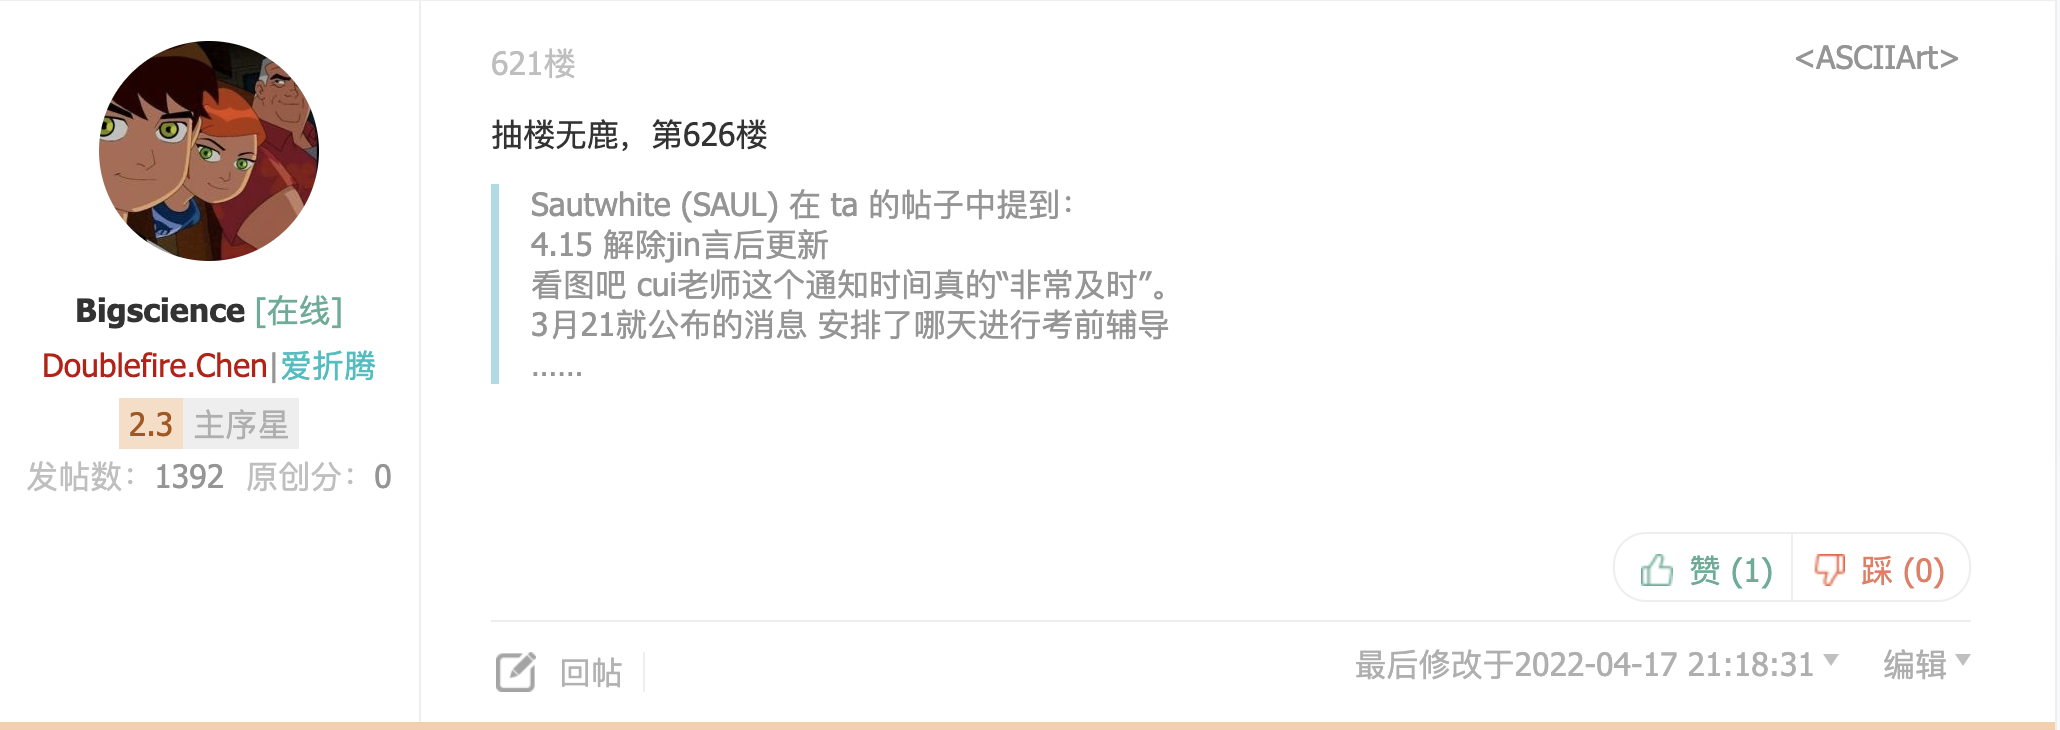 Bigscience [在线]
Doublefire.Chen|爱折腾
2.3 主序星
发帖数：1392 原创分：0
621楼
<ASCIIArt>
抽楼无鹿，第626楼
Sautwhite (SAUL) 在 ta 的帖子中提到：
4.15 解除jin言后更新
看图吧 cui老师这个通知时间真的“非常及时”。
3月21就公布的消息 安排了哪天进行考前辅导
......
赞 (1) 踩 (0)
回帖
最后修改于2022-04-17 21:18:31 编辑